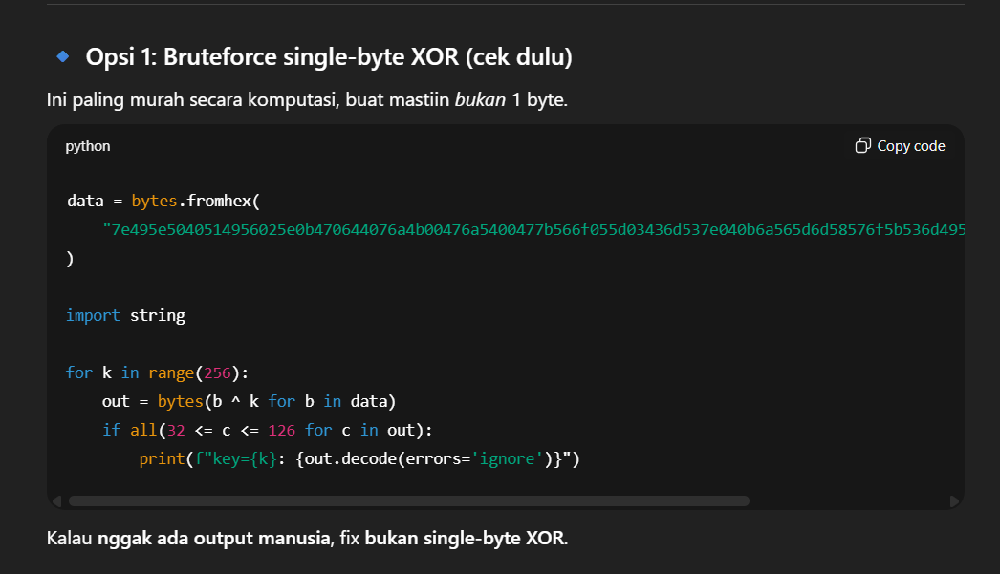 Opsi 1: Bruteforce single-byte XOR (cek dulu)
Ini paling murah secara komputasi, buat mastiin bukan 1 byte.
python
Copy code
data = bytes.fromhex(
"7e495e5040514956025e0b470644076a4b00476a5400477b566f055d03436d537e040b6a565d6d58576f5b536d495
)
import string
for k in range(256):
out = bytes(b ^ k for b in data)
if all(32 <= c <= 126 for c in out):
print(f"key={k}: {out.decode(errors='ignore')}")
Kalau nggak ada output manusia, fix bukan single-byte XOR.